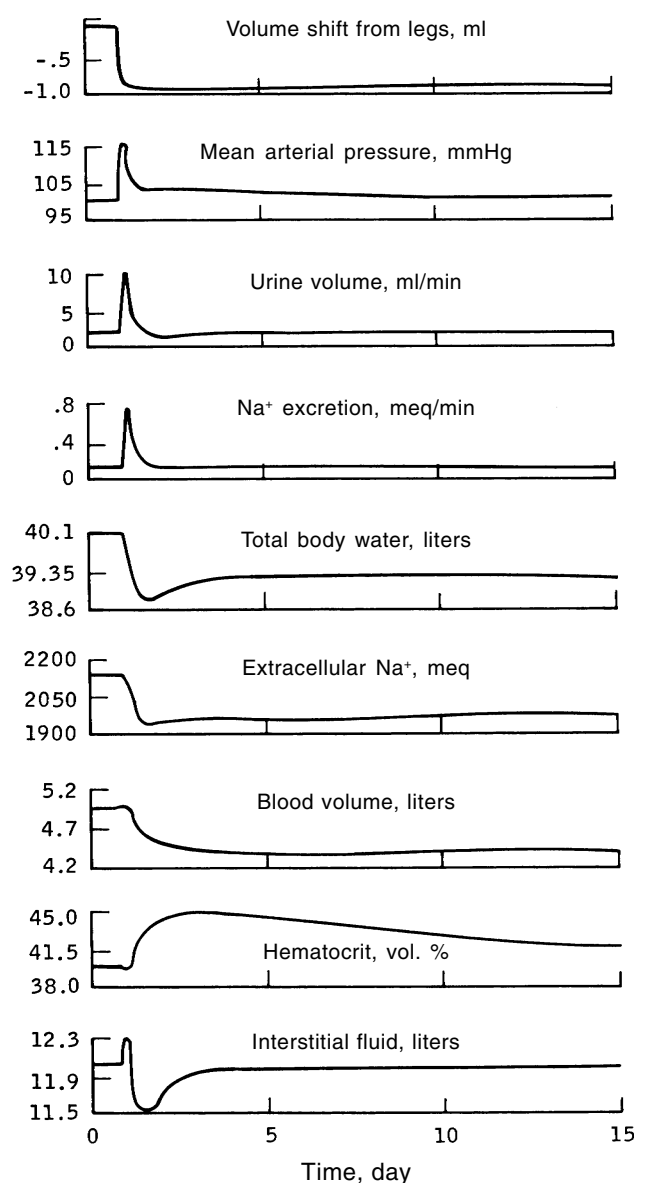 Volume shift from legs, ml
-.5
-1.0
Mean arterial pressure, mmHg
115
105
95
Urine volume, ml/min
10
5
0
Na⁺ excretion, meq/min
.8
.4
0
Total body water, liters
40.1
39.35
38.6
Extracellular Na⁺, meq
2200
2050
1900
Blood volume, liters
5.2
4.7
4.2
Hematocrit, vol. %
45.0
41.5
38.0
Interstitial fluid, liters
12.3
11.9
11.5
0 5 10 15
Time, day